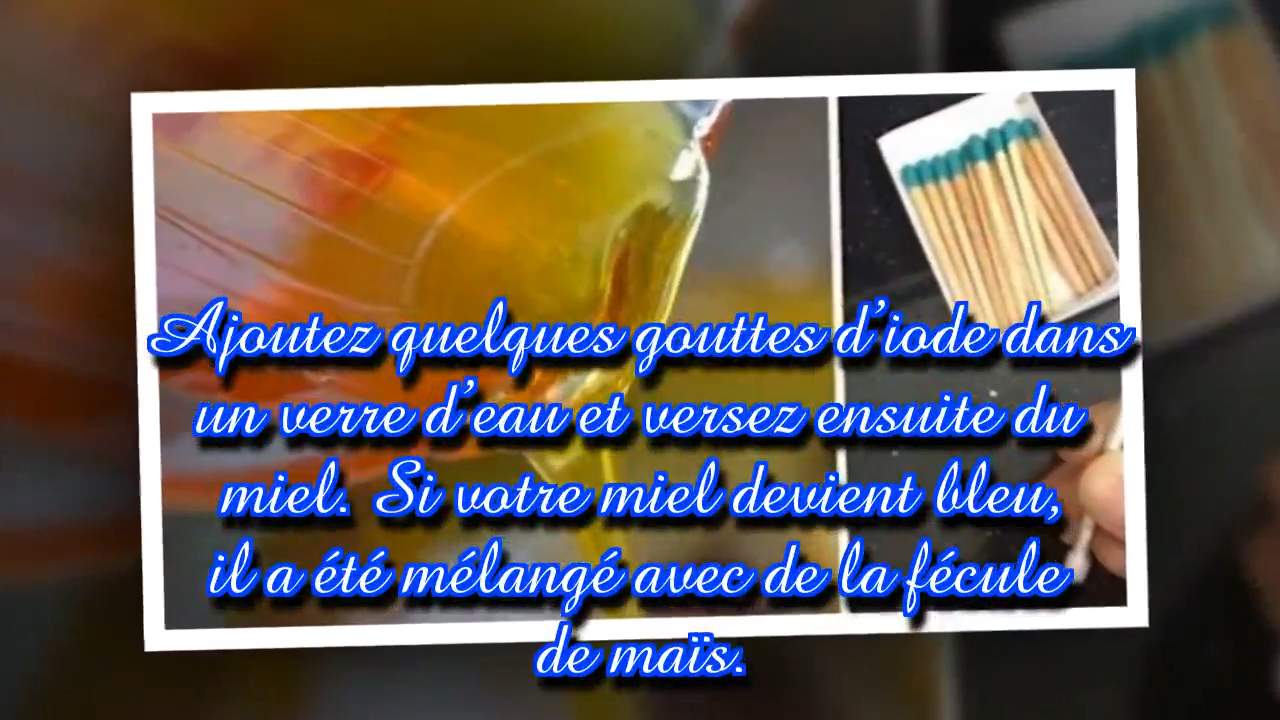 Ajoutez quelques gouttes d'iode dans
un verre d'eau et versez ensuite du
miel. Si votre miel devient bleu,
il a été mélangé avec de la fécule
de maïs.